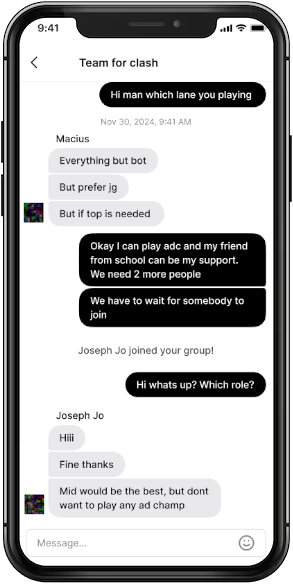 9:41
Team for clash
Hi man which lane you playing
Nov 30, 2024, 9:41 AM
Macius
Everything but bot
But prefer jg
But if top is needed
Okay I can play adc and my friend
from school can be my support.
We need 2 more people
We have to wait for somebody to
join
Joseph Jo joined your group!
Hi whats up? Which role?
Joseph Jo
Hiii
Fine thanks
Mid would be the best, but dont
want to play any ad champ
Message...